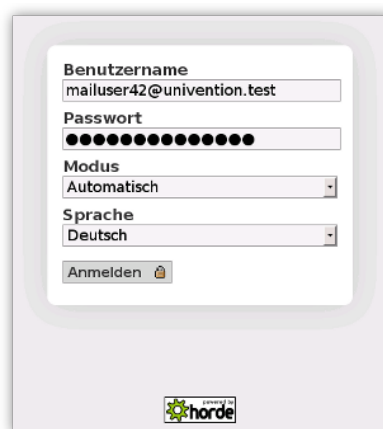 Benutzername
mailuser42@univention.test
Passwort
●●●●●●●●●●●●●●
Modus
Automatisch
Sprache
Deutsch
Anmelden
powered by
horde